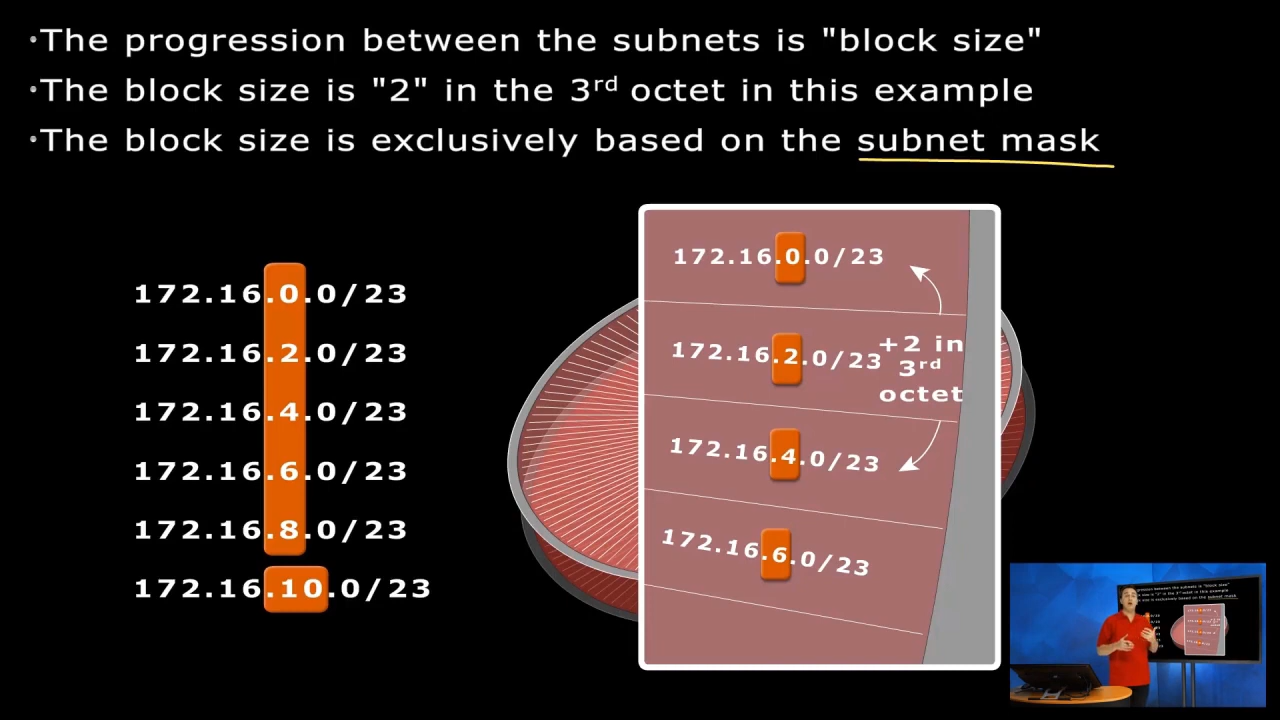 •The progression between the subnets is "block size"
•The block size is "2" in the 3rd octet in this example
•The block size is exclusively based on the subnet mask
172.16.0.0/23
172.16.2.0/23
172.16.4.0/23
172.16.6.0/23
172.16.8.0/23
172.16.10.0/23
172.16.0.0/23
172.16.2.0/23
+2 in
3rd
octet
172.16.4.0/23
172.16.6.0/23